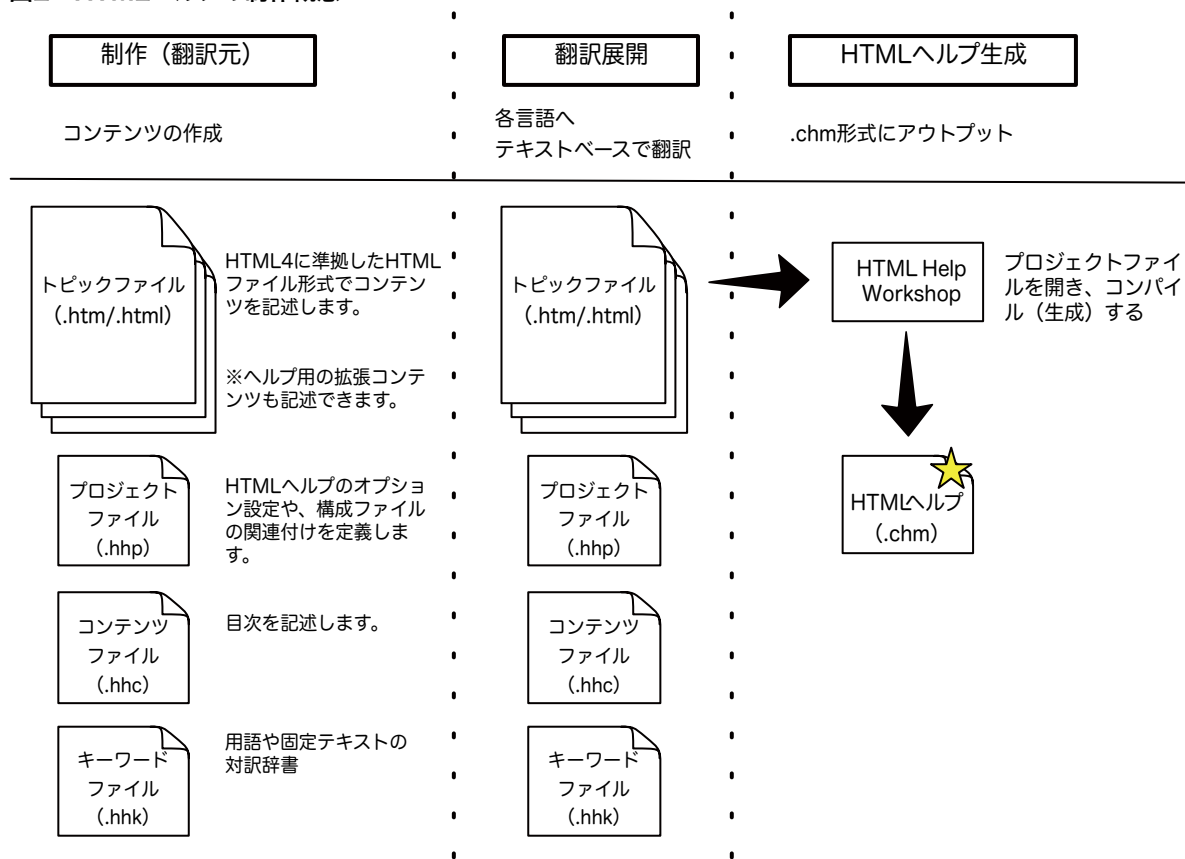 制作（翻訳元）
翻訳展開
HTMLヘルプ生成
コンテンツの作成
各言語へ
テキストベースで翻訳
.chm形式にアウトプット
トピックファイル
（.htm/.html）
HTML4に準拠したHTML
ファイル形式でコンテン
ツを記述します。
※ヘルプ用の拡張コンテ
ンツも記述できます。
トピックファイル
（.htm/.html）
HTML Help
Workshop
プロジェクトファイ
ルを開き、コンパイ
ル（生成）する
プロジェクト
ファイル
（.hhp）
HTMLヘルプのオプショ
ン設定や、構成ファイル
の関連付けを定義しま
す。
プロジェクト
ファイル
（.hhp）
HTMLヘルプ
（.chm）
コンテンツ
ファイル
（.hhc）
目次を記述します。
コンテンツ
ファイル
（.hhc）
キーワード
ファイル
（.hhk）
用語や固定テキストの
対訳辞書
キーワード
ファイル
（.hhk）